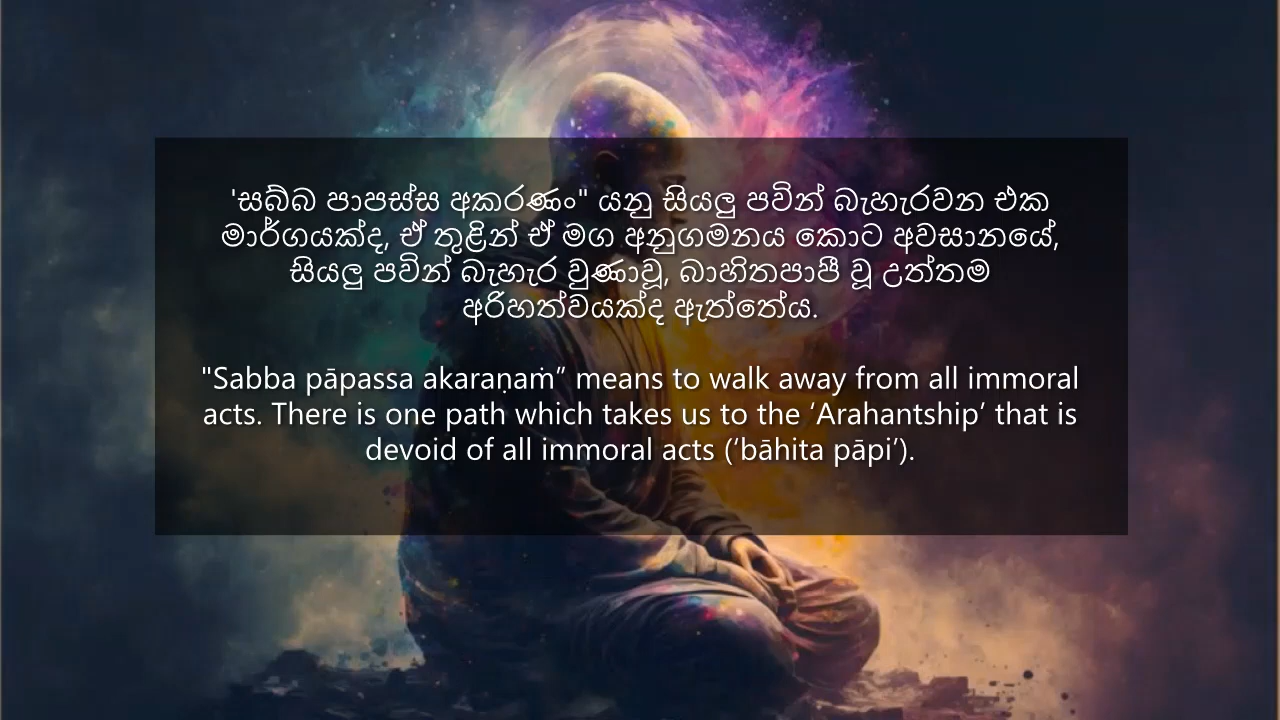 'සබ්බ පාපස්ස අකරණං" යනු සියලු පවින් බැහැරවන එක
මාර්ගයක්ද, ඒ තුළින් ඒ මග අනුගමනය කොට අවසානයේ,
සියලු පවින් බැහැර වුණාවූ, බාහිතපාපී වූ උත්තම
අරිහත්වයක්ද ඇත්තේය.
"Sabba pāpassa akaraṇaṁ” means to walk away from all immoral
acts. There is one path which takes us to the ‘Arahantship’ that is
devoid of all immoral acts (‘bāhita pāpi’).